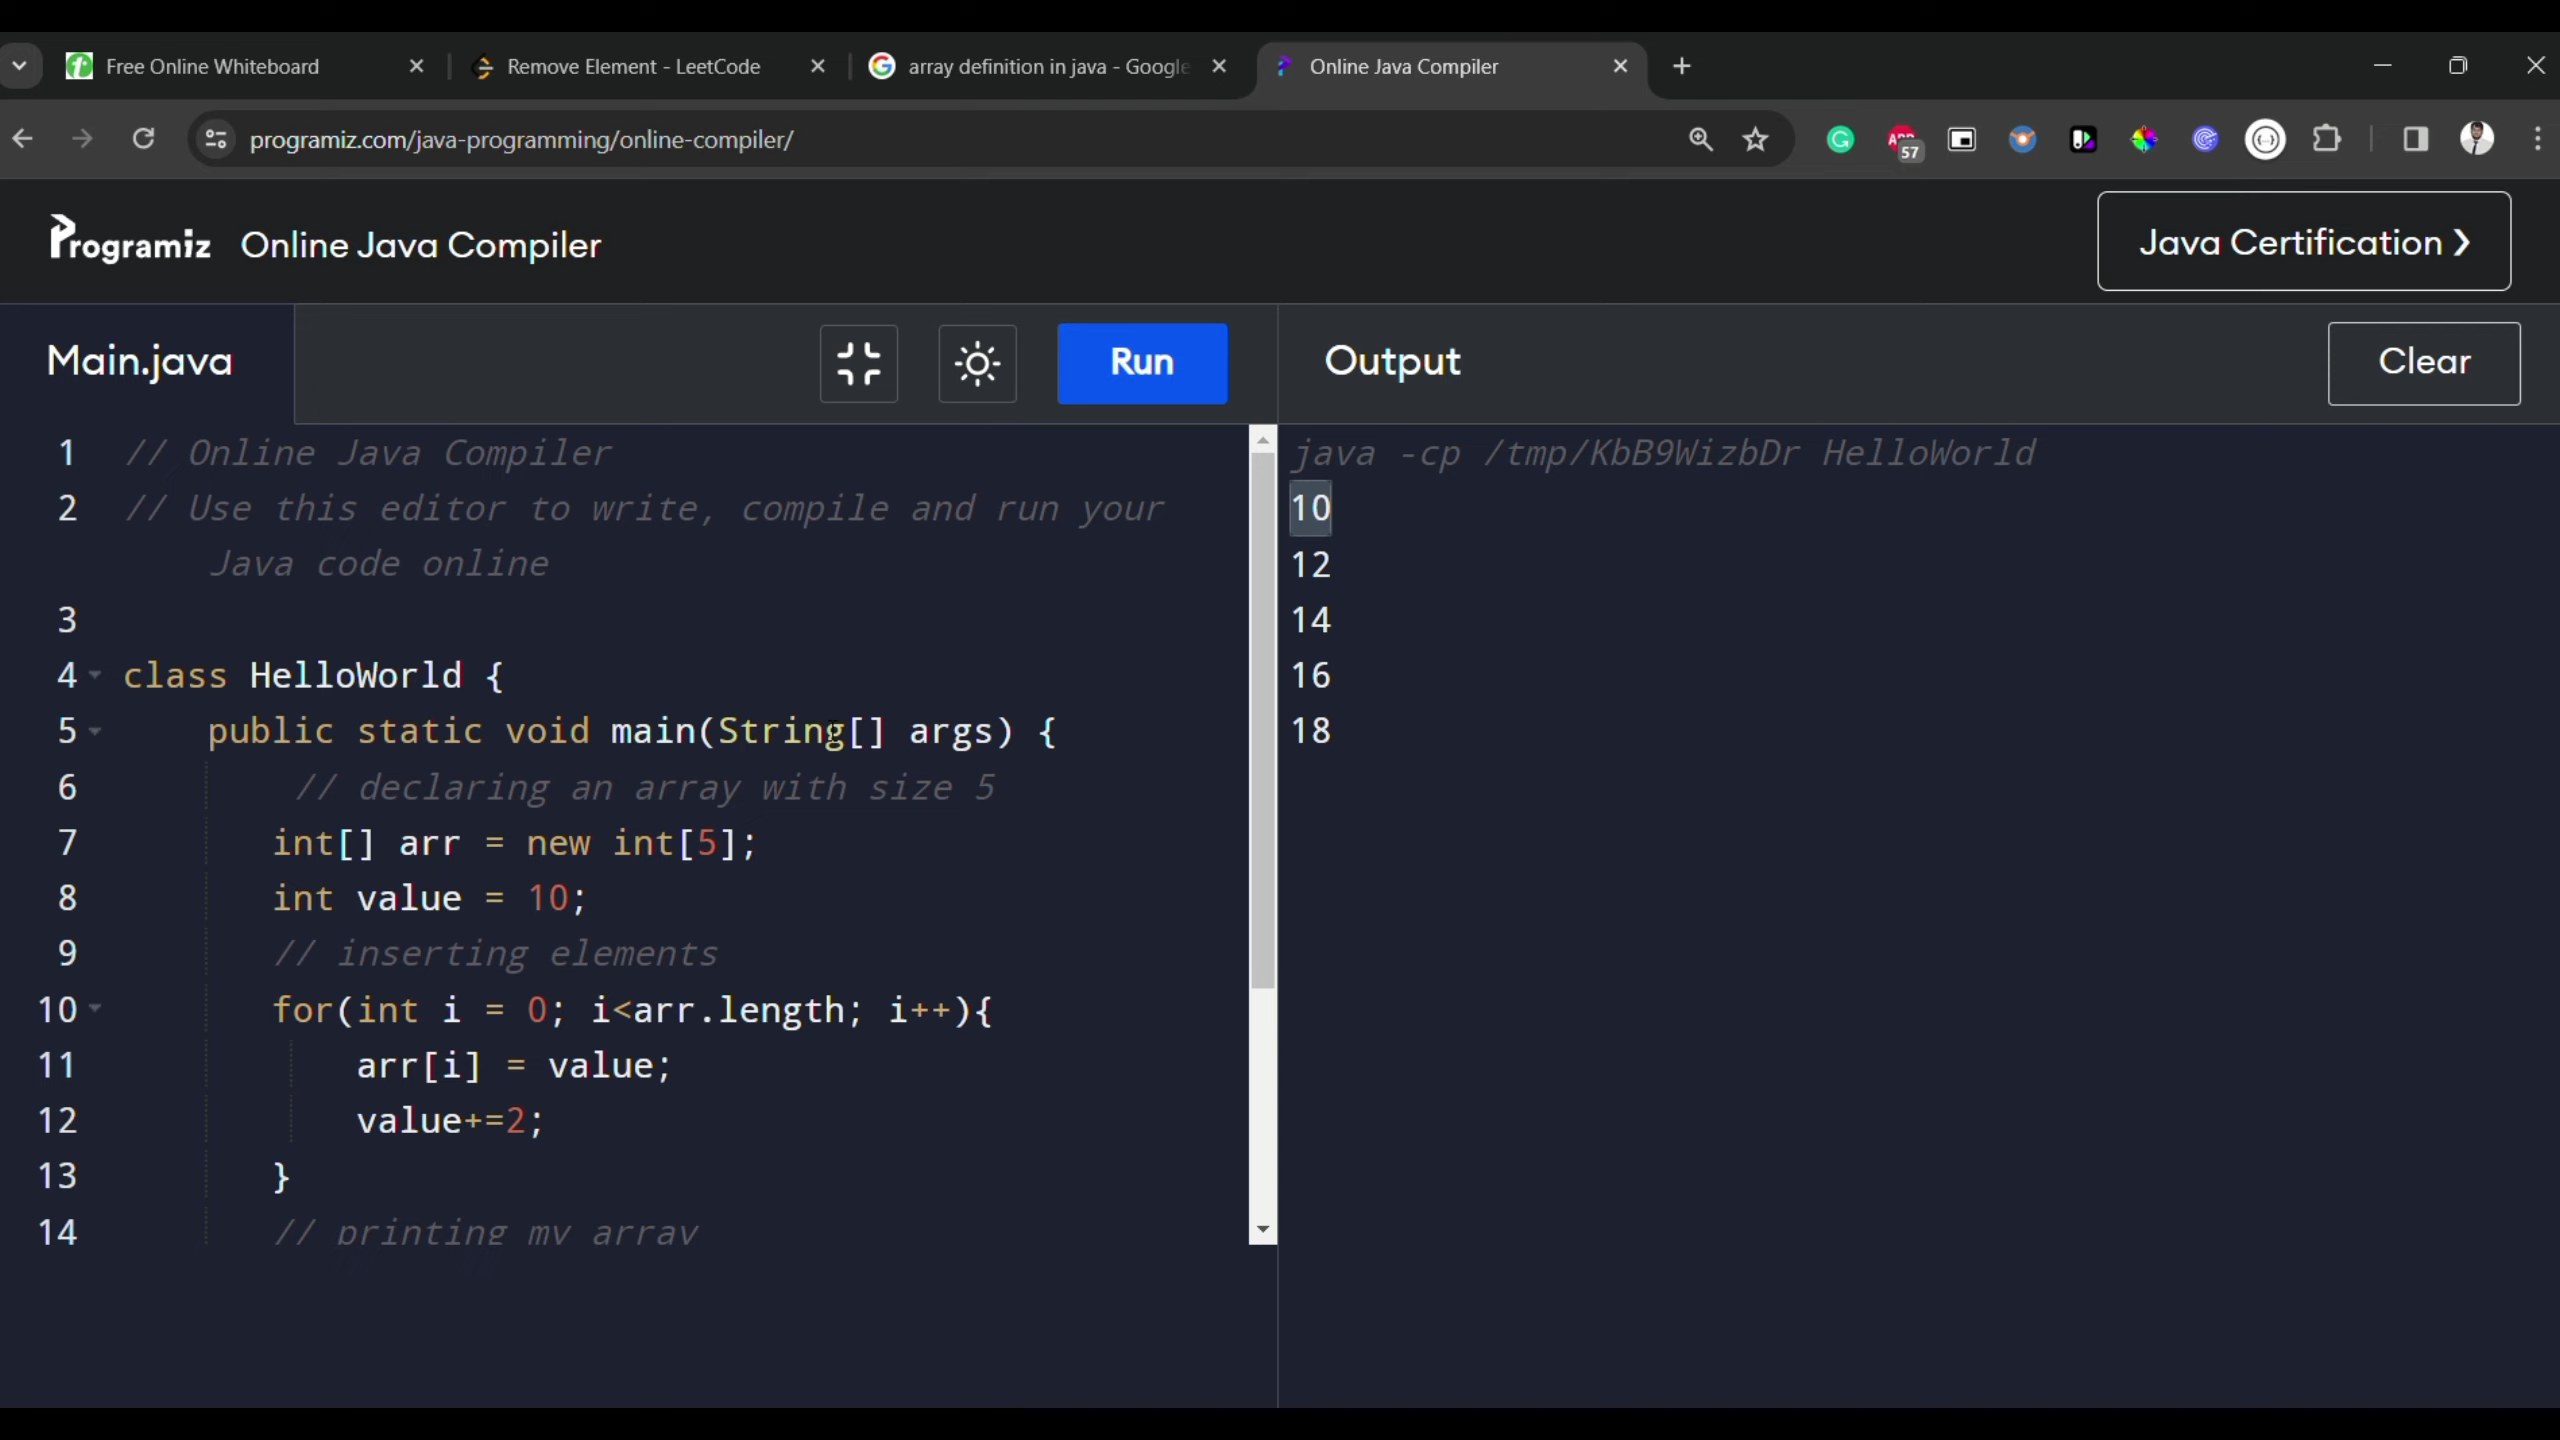 Free Online Whiteboard
Remove Element - LeetCode
array definition in java - Google
Online Java Compiler
programiz.com/java-programming/online-compiler/
57
Programiz
Online Java Compiler
Java Certification ❯
Main.java
Run
Output
Clear
1 // Online Java Compiler
2 // Use this editor to write, compile and run your
Java code online
3
4 class HelloWorld {
5 public static void main(String[] args) {
6 // declaring an array with size 5
7 int[] arr = new int[5];
8 int value = 10;
9 // inserting elements
10 for(int i = 0; i<arr.length; i++){
11 arr[i] = value;
12 value+=2;
13 }
14 // printing my array
java -cp /tmp/KbB9WizbDr HelloWorld
10
12
14
16
18